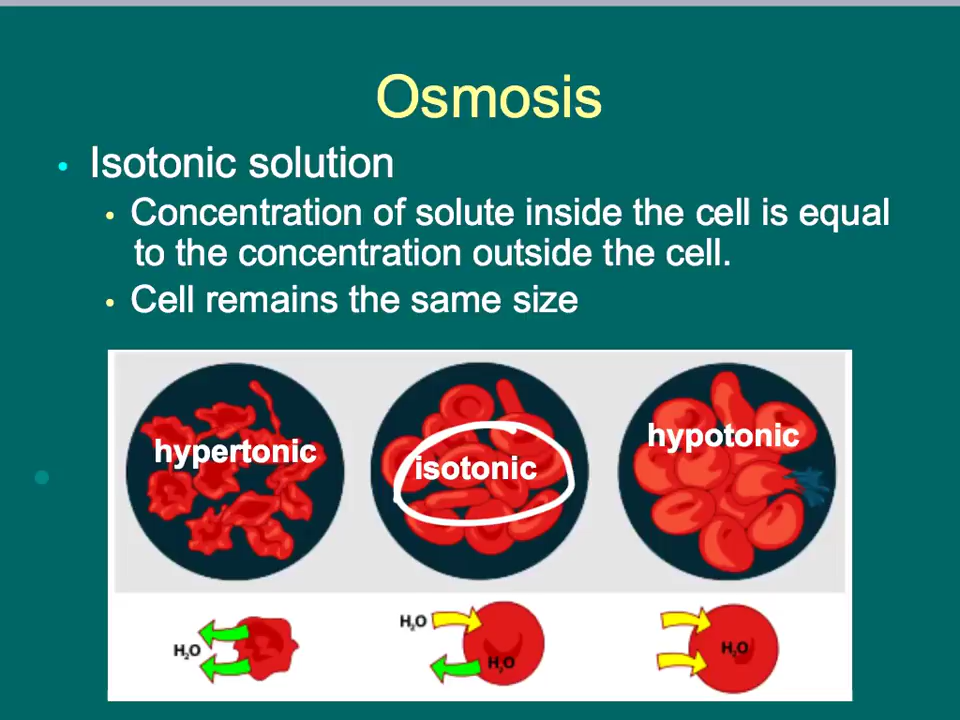 Osmosis
• Isotonic solution
• Concentration of solute inside the cell is equal
to the concentration outside the cell.
• Cell remains the same size
hypertonic
isotonic
hypotonic
H₂O
H₂O
H₂O
H₂O